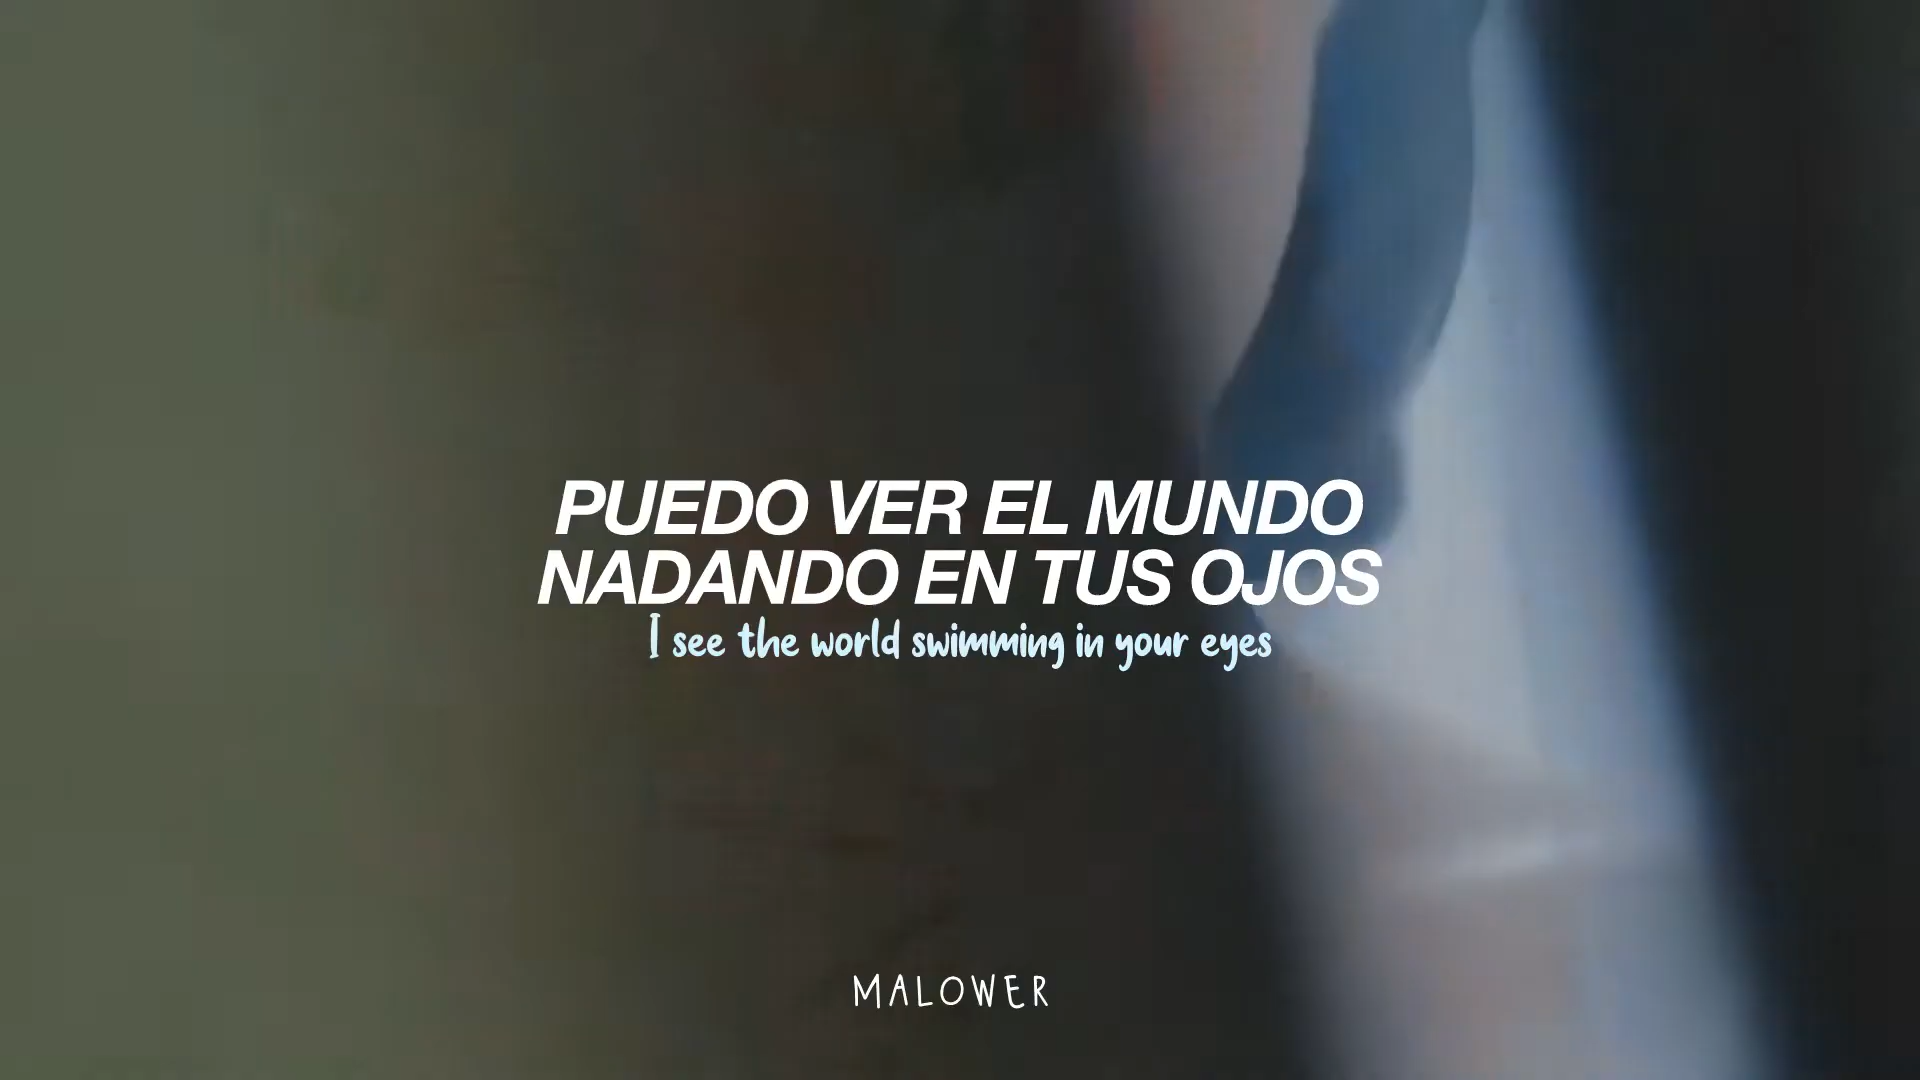 PUEDO VER EL MUNDO
NADANDO EN TUS OJOS
I see the world swimming in your eyes
MALOWER